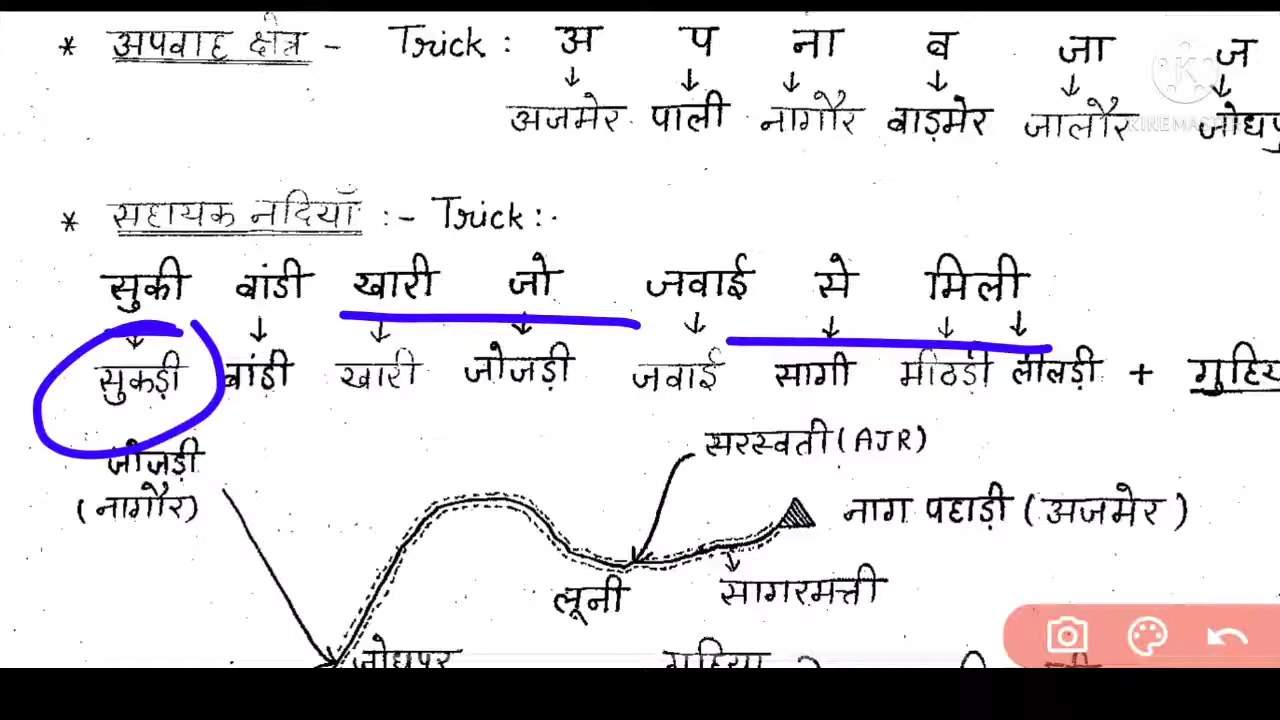 * अपवाह क्षेत्र - Trick : अ प ना व जा ज
अजमेर पाली नागौर बाड़मेर जालौर
KINEMASTER
* सहायक नदियाँ :- Trick :-
सुकी बांडी खारी जो जवाई से मिली
सुकड़ी बांडी खारी जोजड़ी जवाई सागी मीठड़ी लीलड़ी +
जोजड़ी
(नागौर)
सरस्वती (AJR)
नाग पहाड़ी (अजमेर)
लूनी
सागरमत्ती
जोधपुर